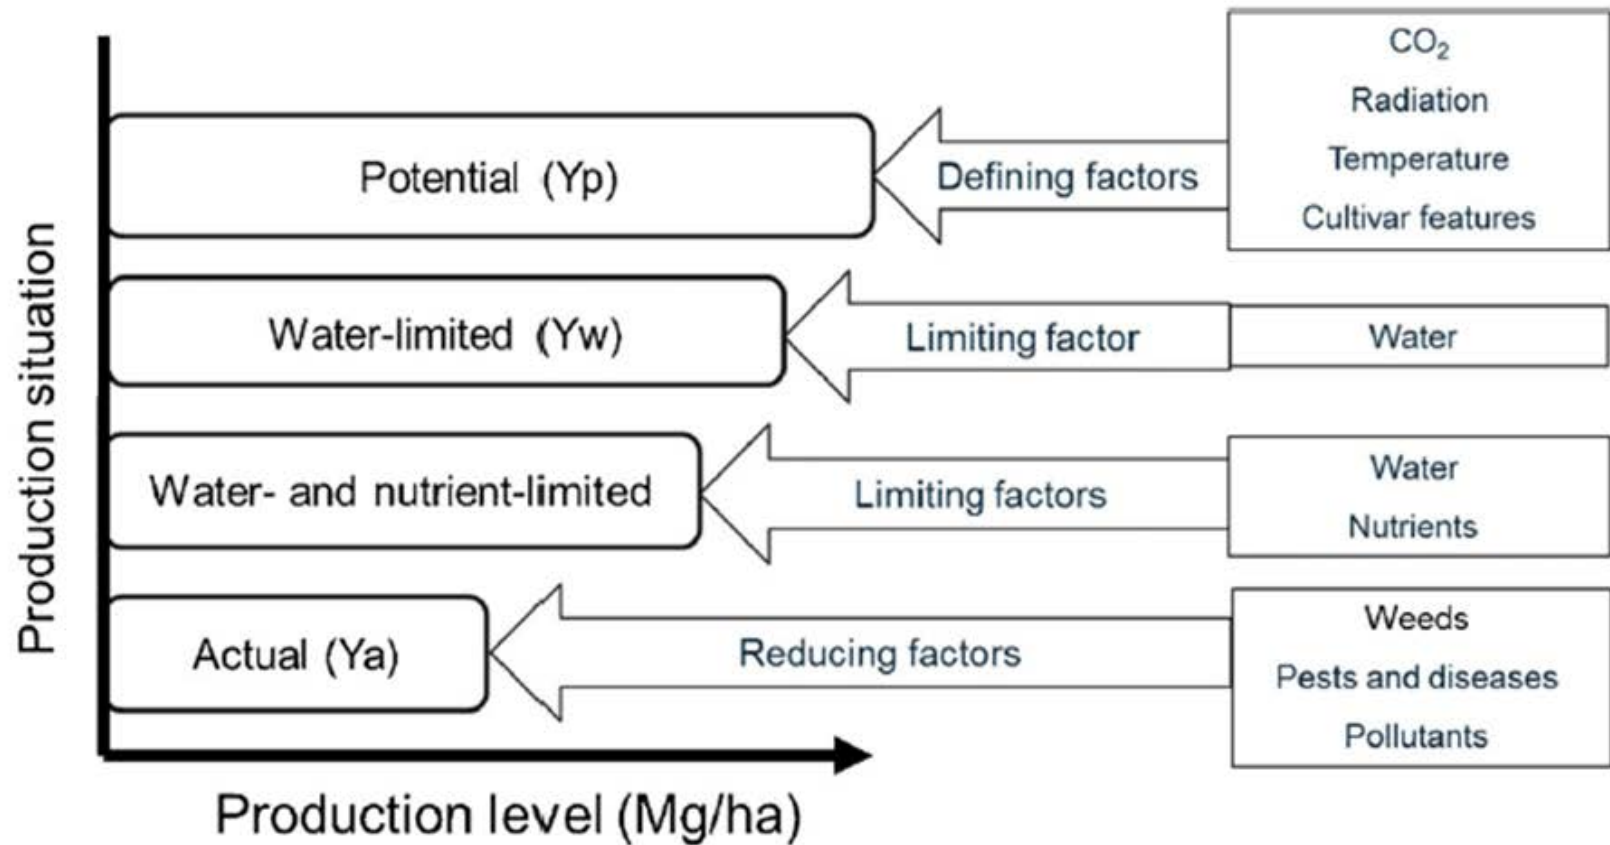 Production situation
Potential (Yp)
Defining factors
CO₂
Radiation
Temperature
Cultivar features
Water-limited (Yw)
Limiting factor
Water
Water- and nutrient-limited
Limiting factors
Water
Nutrients
Actual (Ya)
Reducing factors
Weeds
Pests and diseases
Pollutants
Production level (Mg/ha)